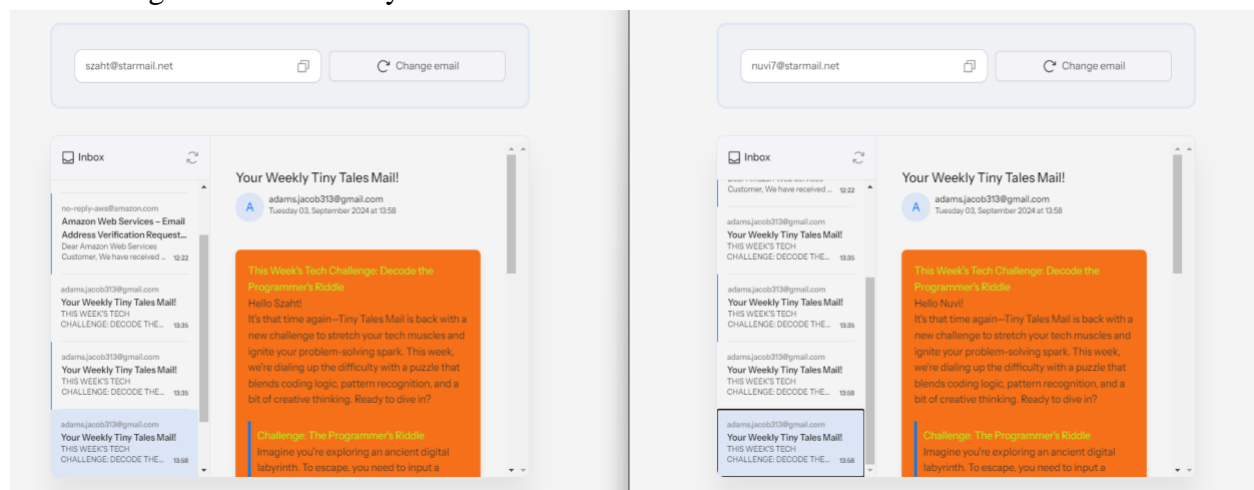 szaht@starmail.net
Change email
Inbox
no-reply-aws@amazon.com
Amazon Web Services – Email
Address Verification Request...
Dear Amazon Web Services
Customer, We have received ... 12:22
adams.jacob313@gmail.com
Your Weekly Tiny Tales Mail!
THIS WEEK'S TECH
CHALLENGE: DECODE THE... 13:35
adams.jacob313@gmail.com
Your Weekly Tiny Tales Mail!
THIS WEEK'S TECH
CHALLENGE: DECODE THE... 13:35
adams.jacob313@gmail.com
Your Weekly Tiny Tales Mail!
THIS WEEK'S TECH
CHALLENGE: DECODE THE... 13:58
Your Weekly Tiny Tales Mail!
A
adams.jacob313@gmail.com
Tuesday 03, September 2024 at 13:58
This Week's Tech Challenge: Decode the
Programmer's Riddle
Hello Szaht!
It's that time again—Tiny Tales Mail is back with a
new challenge to stretch your tech muscles and
ignite your problem-solving spark. This week,
we're dialing up the difficulty with a puzzle that
blends coding logic, pattern recognition, and a
bit of creative thinking. Ready to dive in?
Challenge: The Programmer's Riddle
Imagine you're exploring an ancient digital
labyrinth. To escape, you need to input a
nuvi7@starmail.net
Change email
Inbox
Customer, We have received ... 12:22
adams.jacob313@gmail.com
Your Weekly Tiny Tales Mail!
THIS WEEK'S TECH
CHALLENGE: DECODE THE... 13:35
adams.jacob313@gmail.com
Your Weekly Tiny Tales Mail!
THIS WEEK'S TECH
CHALLENGE: DECODE THE... 13:35
adams.jacob313@gmail.com
Your Weekly Tiny Tales Mail!
THIS WEEK'S TECH
CHALLENGE: DECODE THE... 13:58
adams.jacob313@gmail.com
Your Weekly Tiny Tales Mail!
THIS WEEK'S TECH
CHALLENGE: DECODE THE... 13:58
Your Weekly Tiny Tales Mail!
A
adams.jacob313@gmail.com
Tuesday 03, September 2024 at 13:58
This Week's Tech Challenge: Decode the
Programmer's Riddle
Hello Nuvi!
It's that time again—Tiny Tales Mail is back with a
new challenge to stretch your tech muscles and
ignite your problem-solving spark. This week,
we're dialing up the difficulty with a puzzle that
blends coding logic, pattern recognition, and a
bit of creative thinking. Ready to dive in?
Challenge: The Programmer's Riddle
Imagine you're exploring an ancient digital
labyrinth. To escape, you need to input a